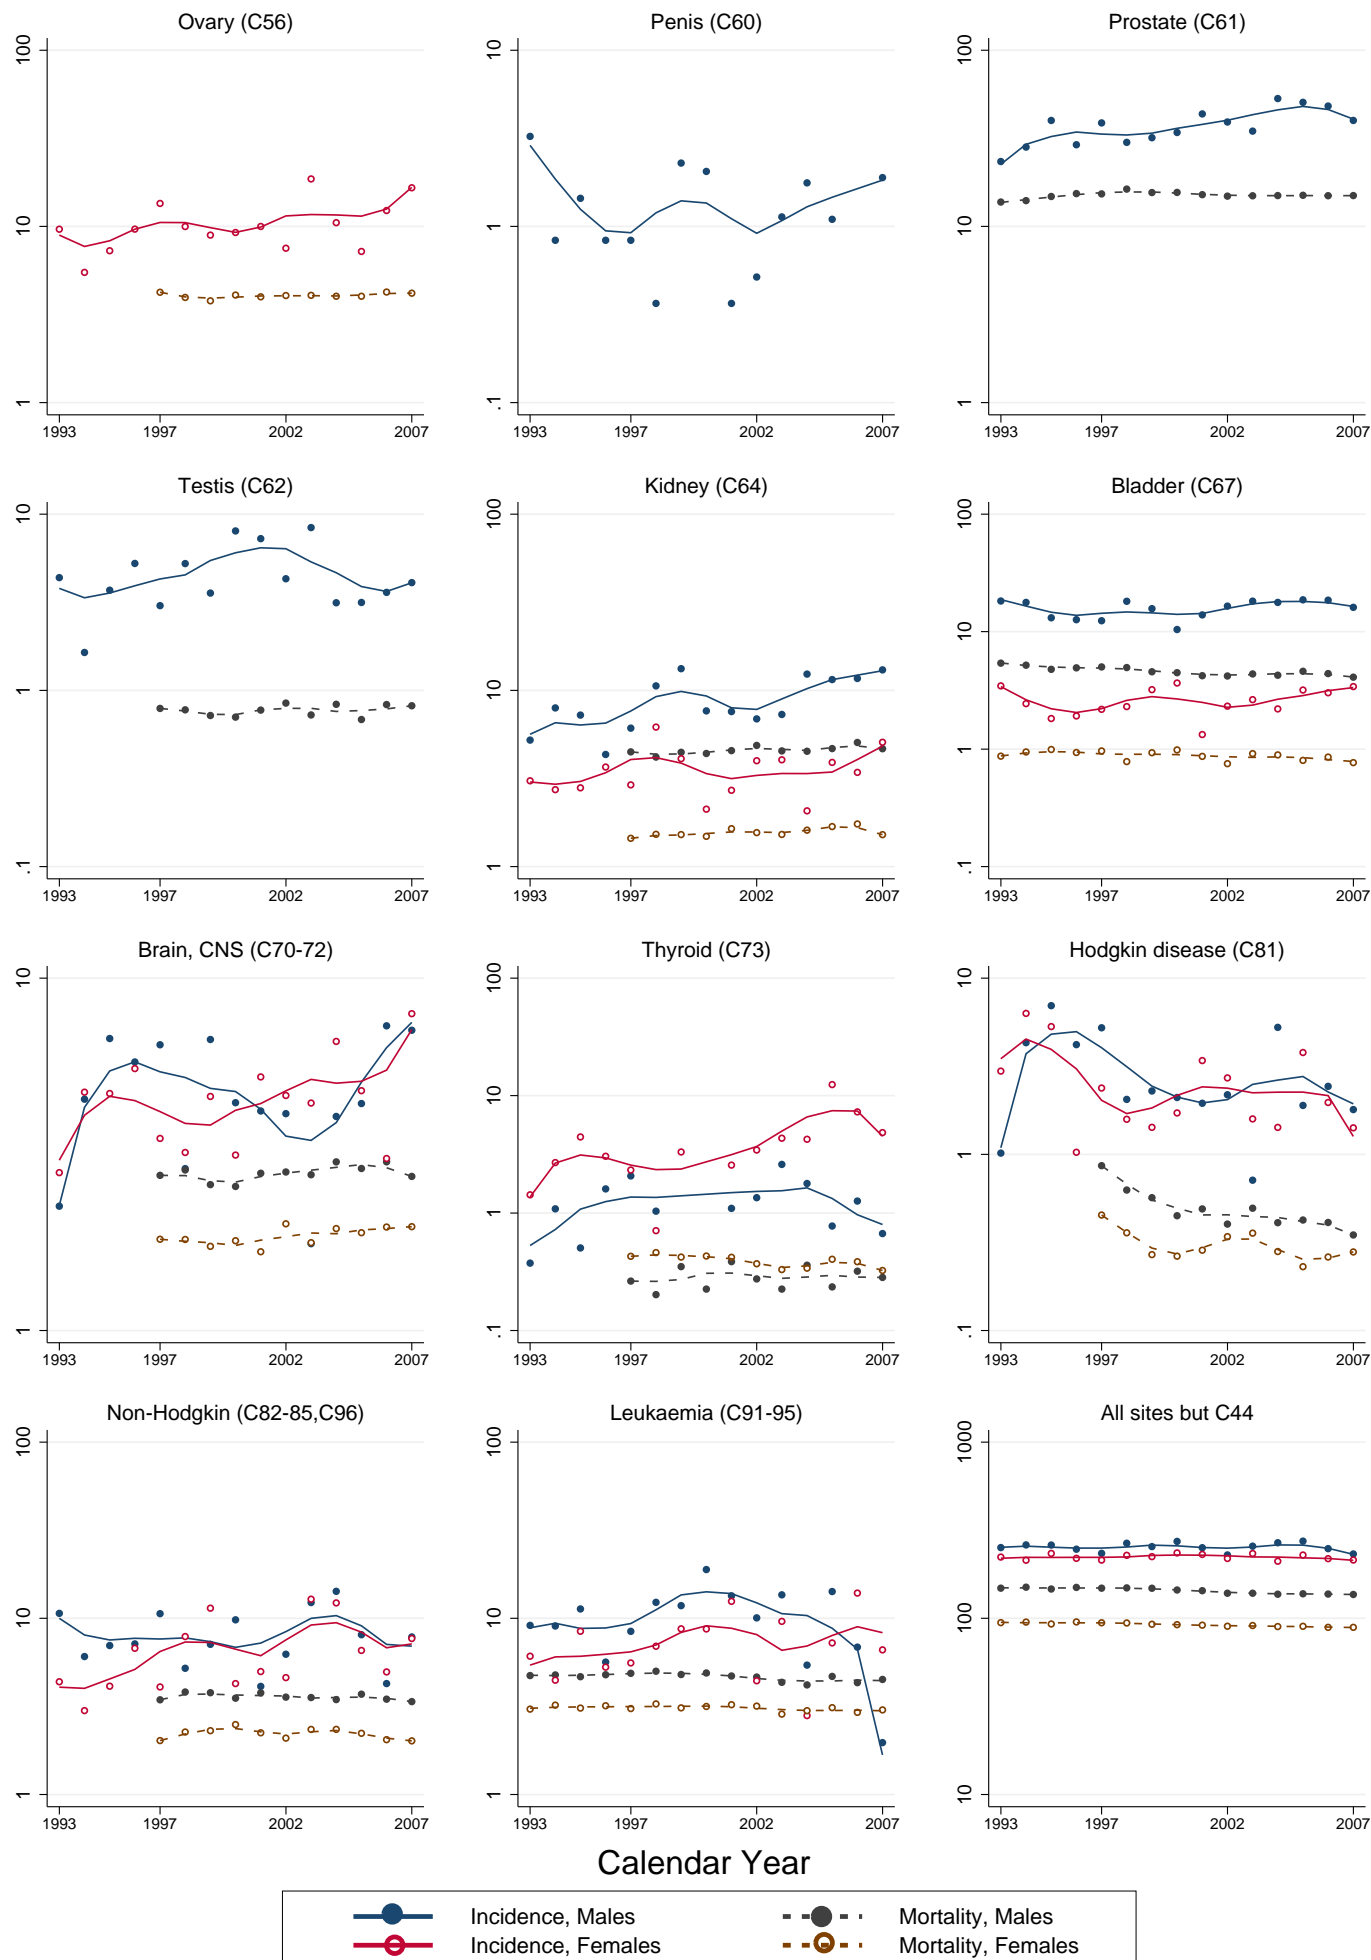 Ovary (C56) Penis (C60) Prostate (C61)
100 10 100
10 1 10
1 .1 1
1993 1997 2002 2007 1993 1997 2002 2007 1993 1997 2002 2007
Testis (C62) Kidney (C64) Bladder (C67)
10 100 100
1 10 10
1
.1 1 .1
1993 1997 2002 2007 1993 1997 2002 2007 1993 1997 2002 2007
Brain, CNS (C70-72) Thyroid (C73) Hodgkin disease (C81)
10 100 10
10 1
1
1 .1 .1
1993 1997 2002 2007 1993 1997 2002 2007 1993 1997 2002 2007
Non-Hodgkin (C82-85,C96) Leukaemia (C91-95) All sites but C44
100 100 1000
10 10 100
1 1 10
1993 1997 2002 2007 1993 1997 2002 2007 1993 1997 2002 2007
Calendar Year
Incidence, Males Mortality, Males
Incidence, Females Mortality, Females